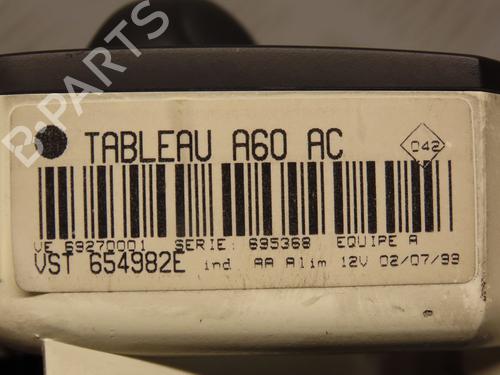 TABLEAU A60 AC
042
VE 69270001 SERIE: 695368 EQUIPE A
VST 654982E ind AA Alim 12V 02/07/99
B-PARTS